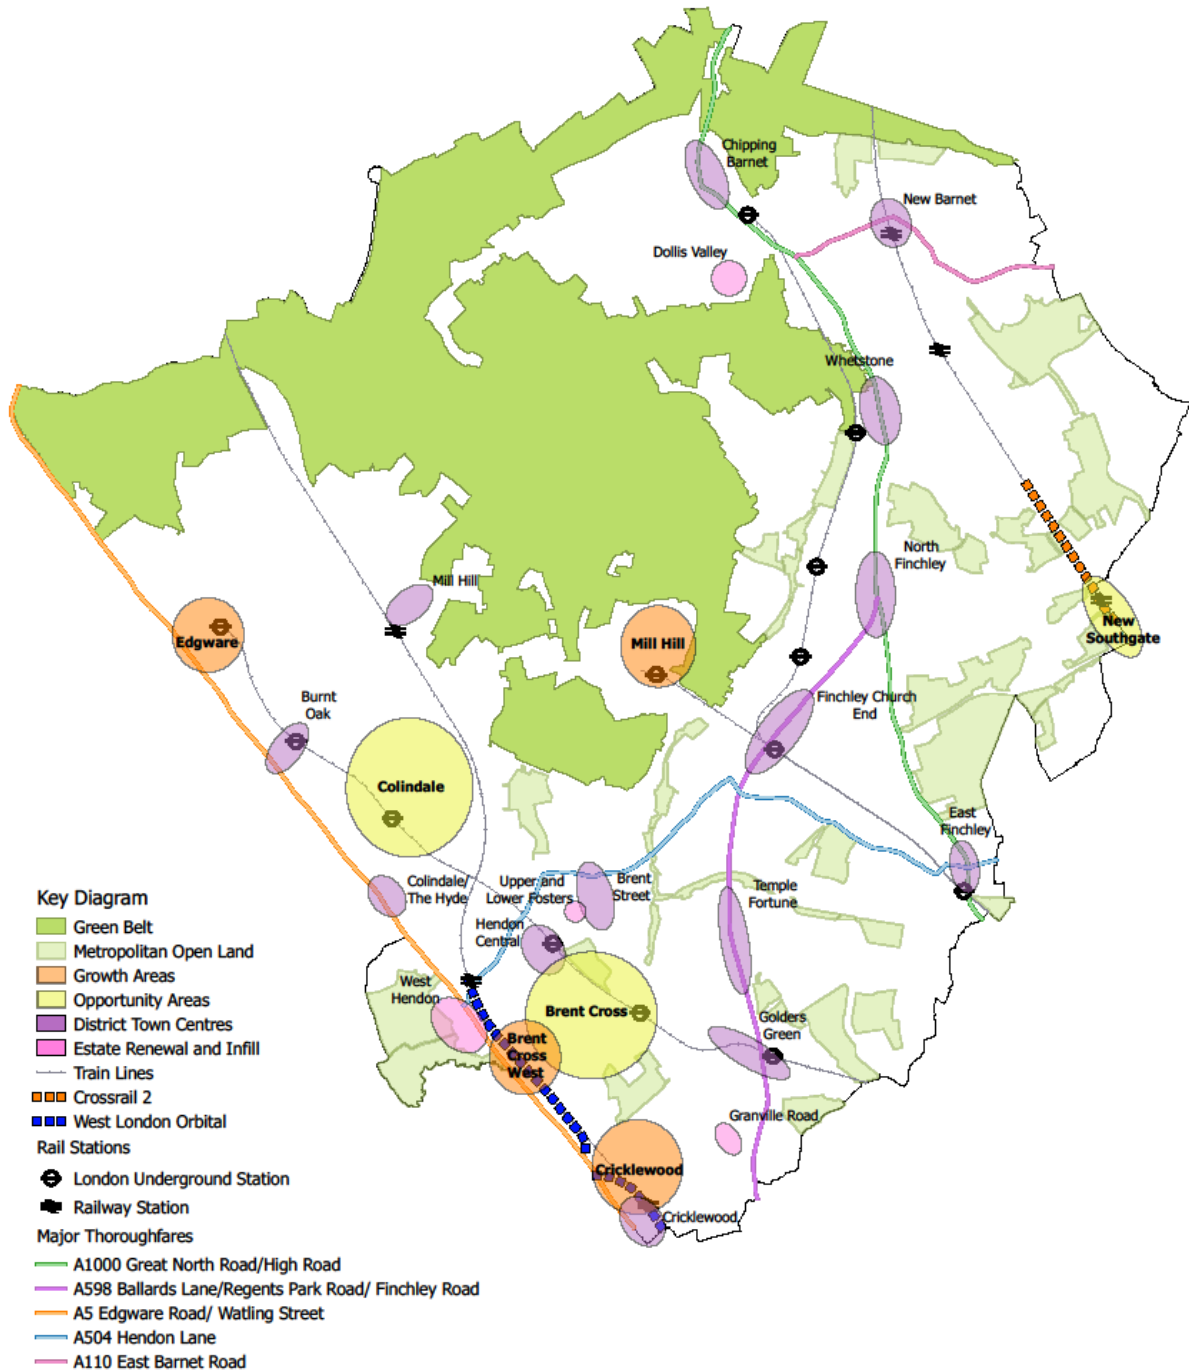 Chipping
Barnet
New Barnet
Dollis Valley
Whetstone
North
Finchley
Mill Hill
New
Southgate
Edgware
Mill Hill
Burnt
Oak
Finchley Church
End
Colindale
East
Finchley
Colindale/
The Hyde
Upper and
Lower Fosters
Brent
Street
Temple
Fortune
Hendon
Central
West
Hendon
Brent Cross
Golders
Green
Brent
Cross
West
Granville Road
Cricklewood
Cricklewood
Key Diagram
Green Belt
Metropolitan Open Land
Growth Areas
Opportunity Areas
District Town Centres
Estate Renewal and Infill
Train Lines
Crossrail 2
West London Orbital
Rail Stations
London Underground Station
Railway Station
Major Thoroughfares
A1000 Great North Road/High Road
A598 Ballards Lane/Regents Park Road/ Finchley Road
A5 Edgware Road/ Watling Street
A504 Hendon Lane
A110 East Barnet Road